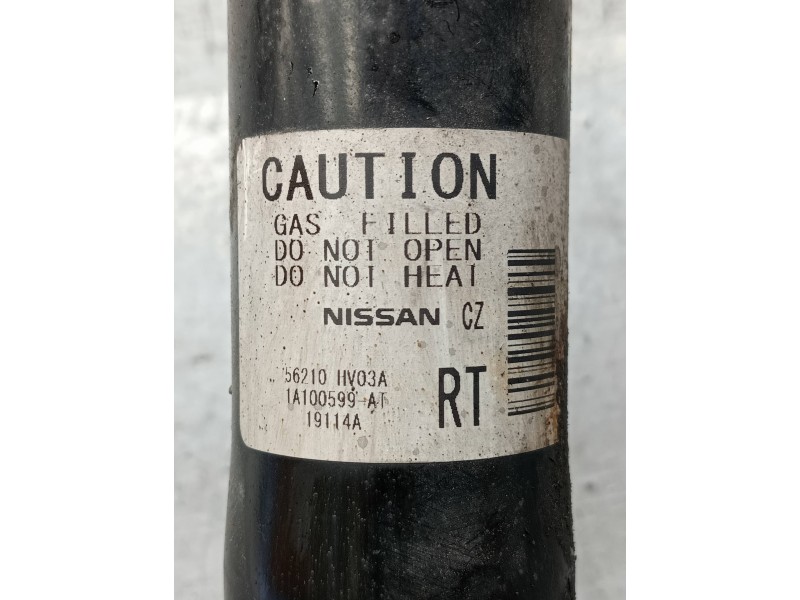 CAUTION
GAS FILLED
DO NOT OPEN
DO NOT HEAT
NISSAN CZ
56210 HV03A
1A100599-AT
19114A
RT